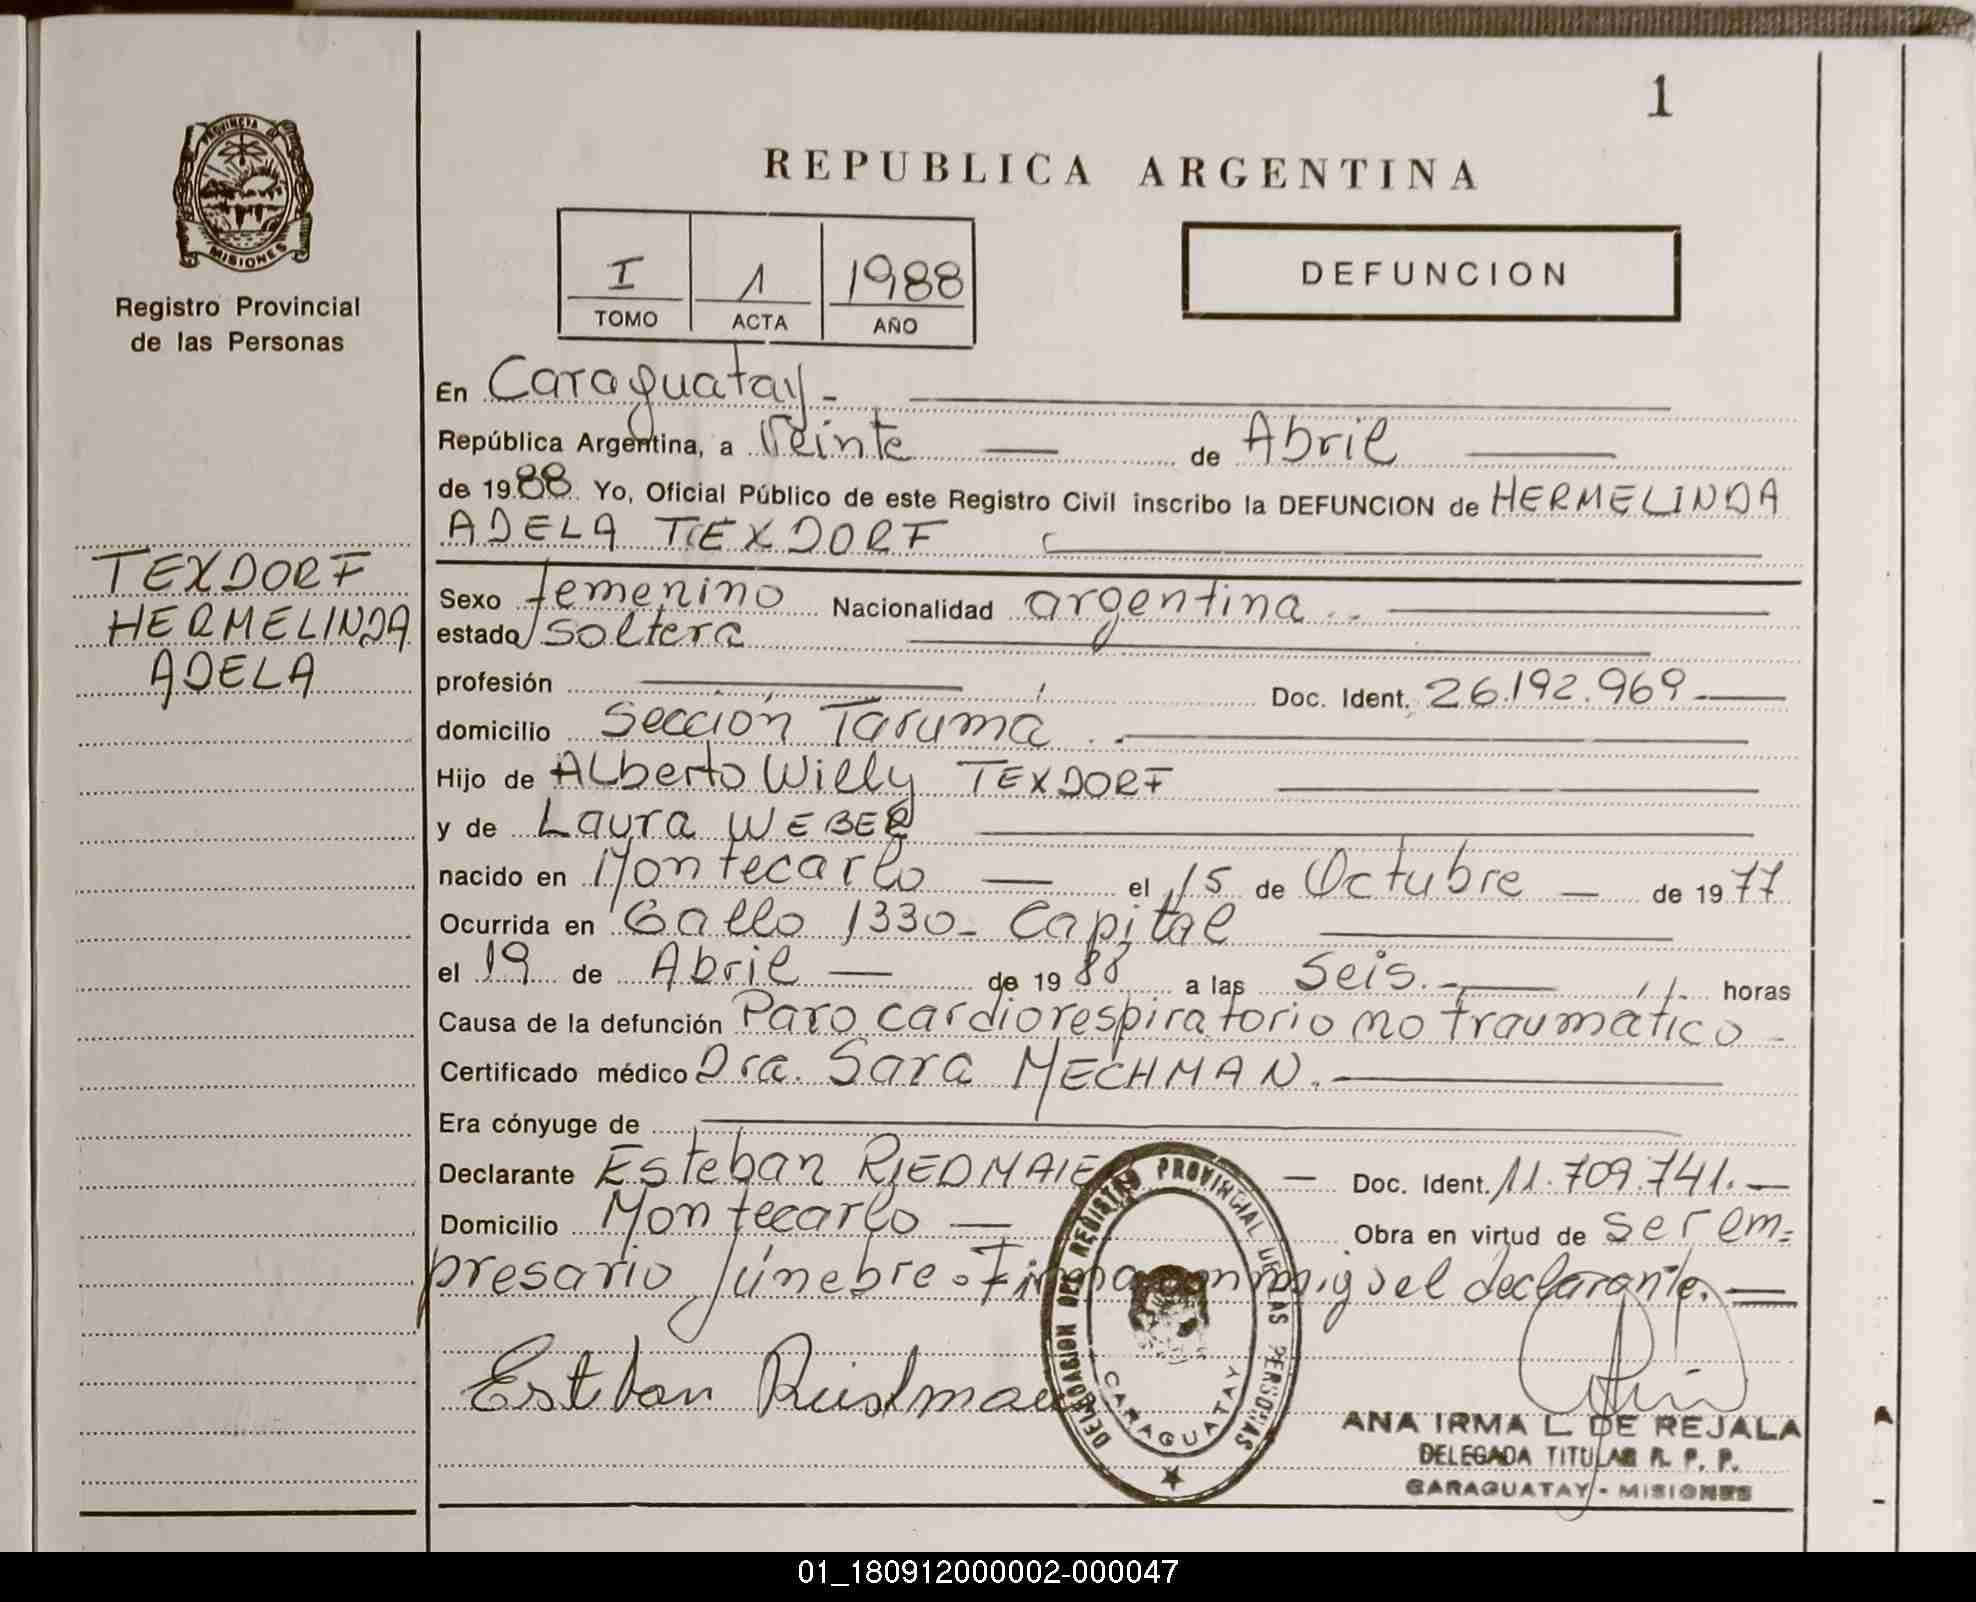 1
PROVINCIA
MISIONES
Registro Provincial
de las Personas
REPUBLICA ARGENTINA
I 1 1988
TOMO ACTA AÑO
DEFUNCION
TEXDORF
HERMELINDA
ADELA
En Caraguatay -
República Argentina, a Veinte — de Abril —
de 1988 Yo, Oficial Público de este Registro Civil inscribo la DEFUNCION de HERMELINDA
ADELA TEXDORF
Sexo femenino Nacionalidad argentina
estado soltera
profesión — Doc. Ident. 26.192.969 —
domicilio Sección Tarumá
Hijo de Alberto Willy TEXDORF
y de Laura WEBER
nacido en Montecarlo — el 15 de Octubre — de 1977
Ocurrida en Gallo 1330- Capital
el 19 de Abril — de 1988 a las Seis. — horas
Causa de la defunción Paro cardiorespiratorio no traumático -
Certificado médico Dra. Sara MECHMAN. —
Era cónyuge de —
Declarante Esteban RIEDMAIE — Doc. Ident. 11.709.741. —
Domicilio Montecarlo — Obra en virtud de ser em=
presario fúnebre. Firma conmigo el declarante. —
Esteban
DELEGACION DEL REGISTRO PROVINCIAL DE LAS PERSONAS
CARAGUATAY
ANA IRMA L. DE REJALA
DELEGADA TITULAR R. P. P.
CARAGUATAY - MISIONES
01_180912000002-000047